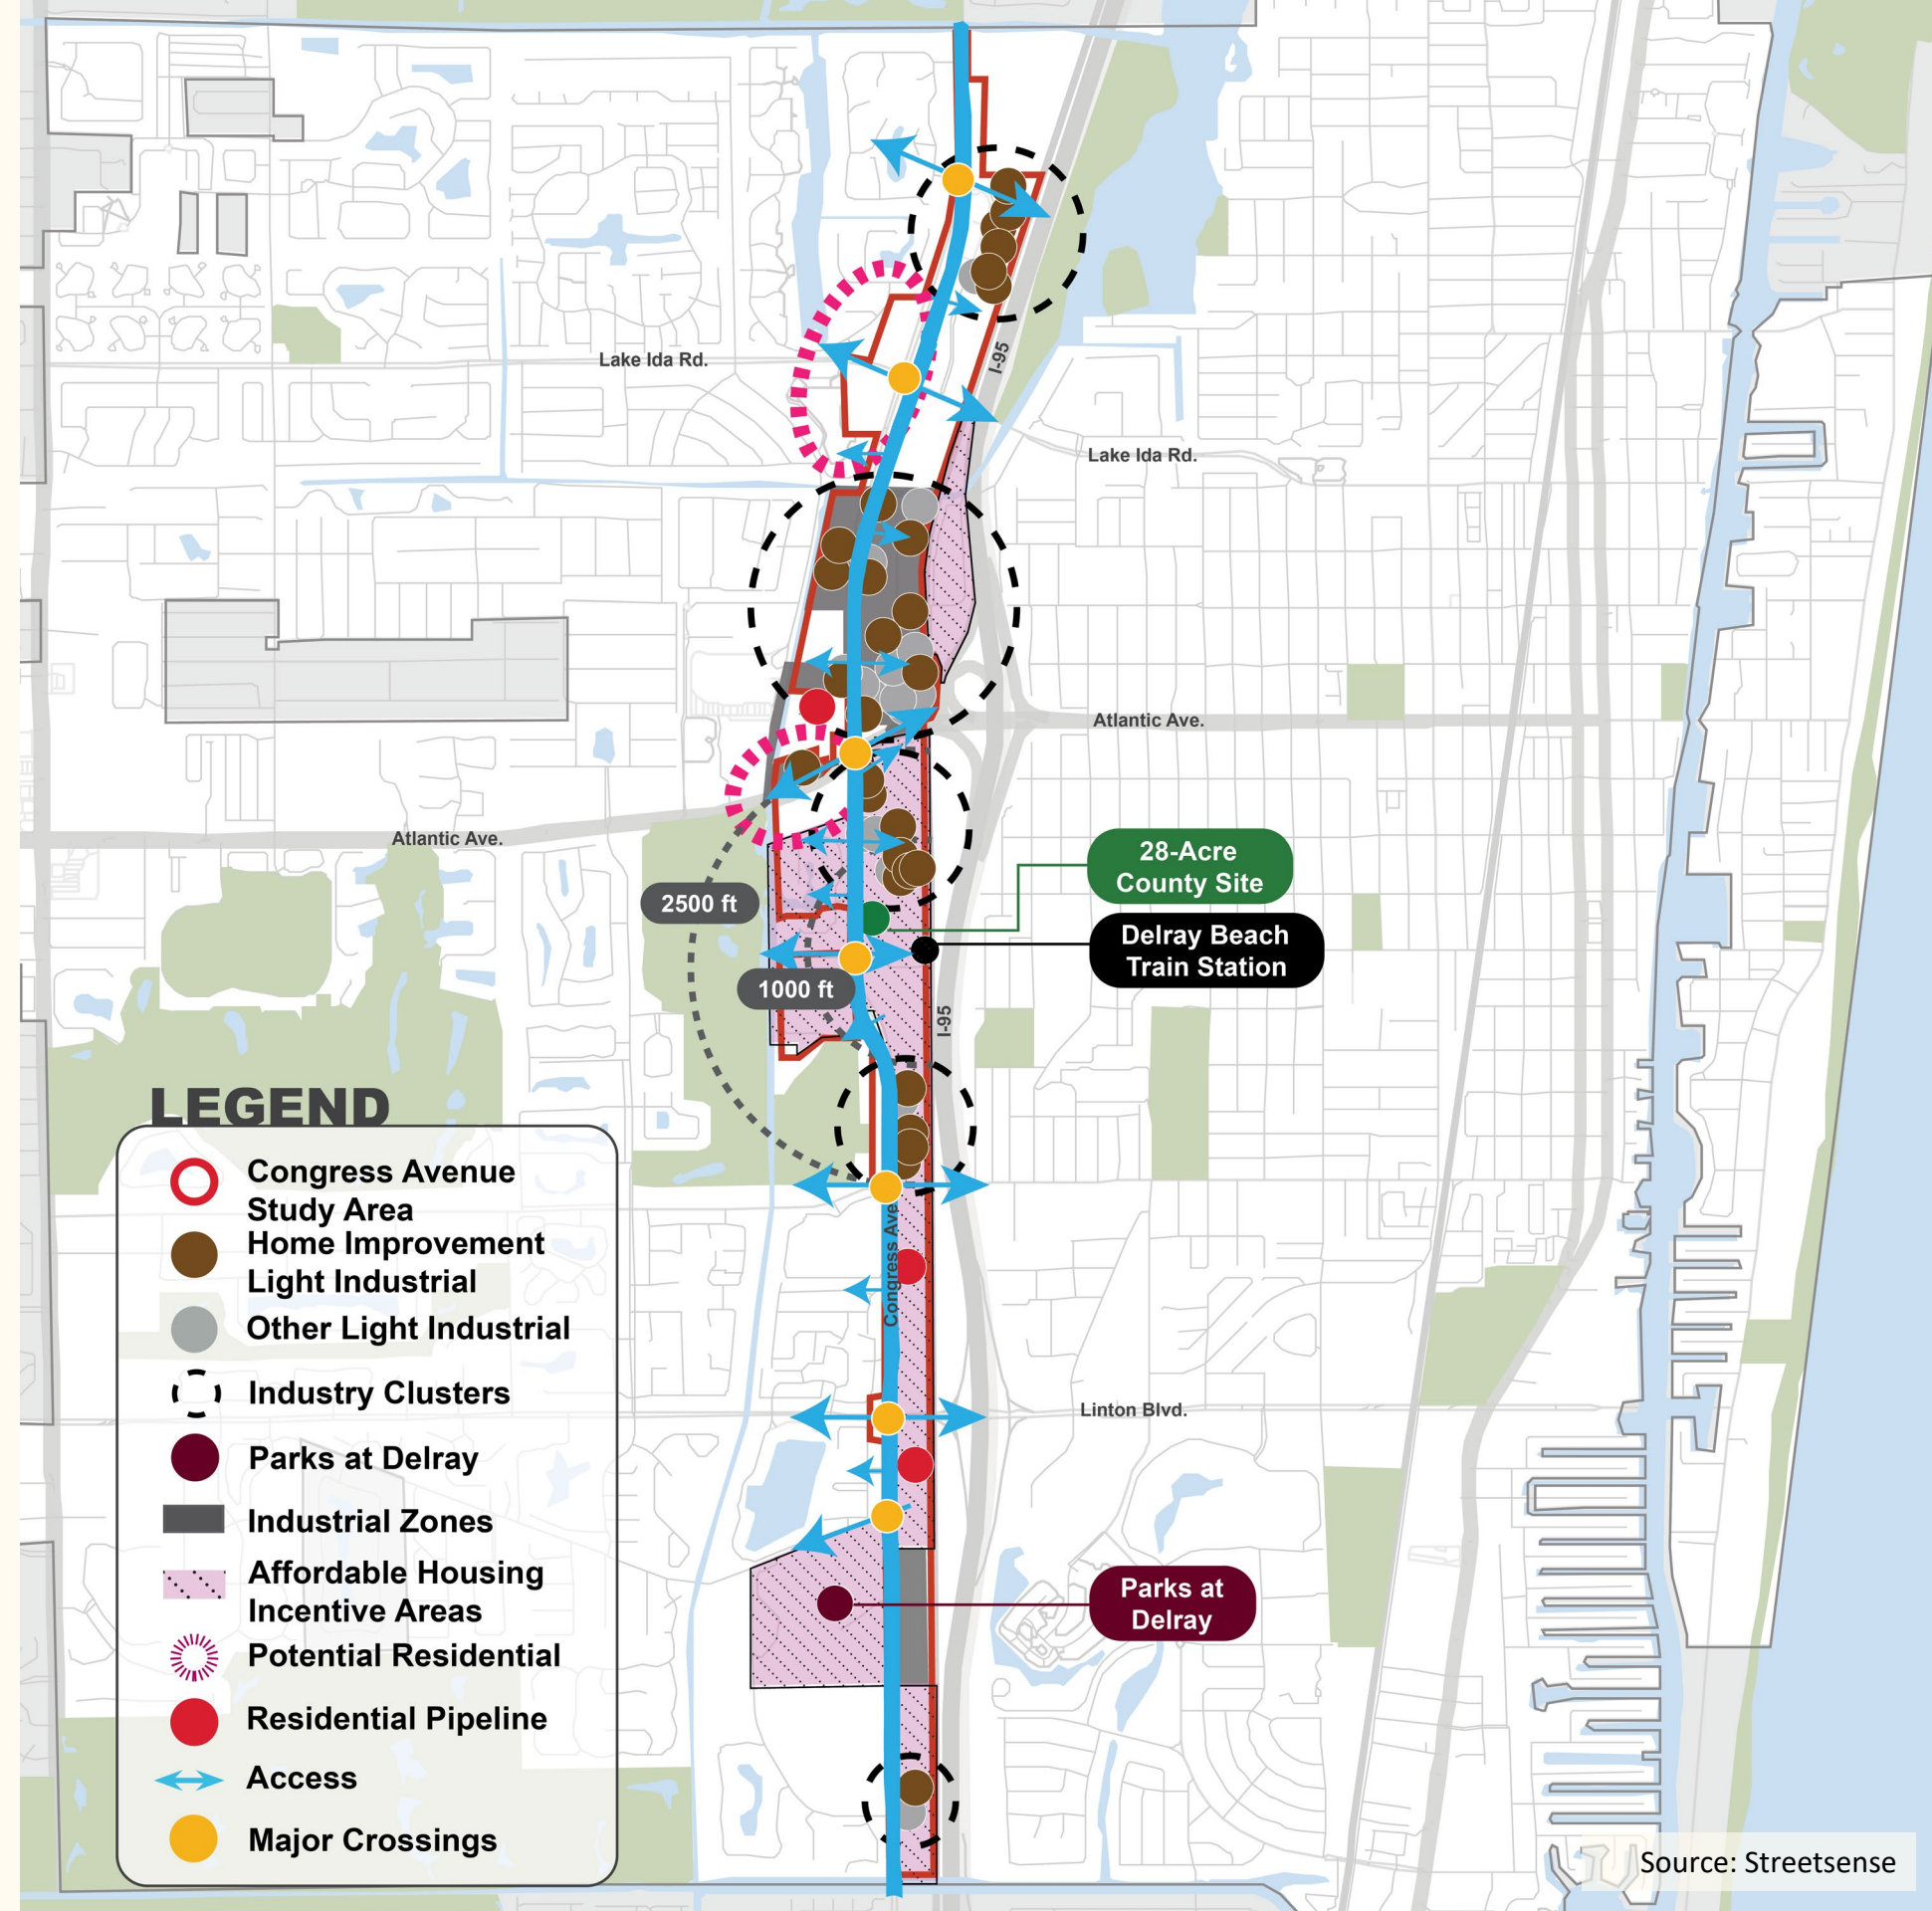 Lake Ida Rd.
I-95
Lake Ida Rd.
Atlantic Ave.
Atlantic Ave.
2500 ft
28-Acre
County Site
Delray Beach
Train Station
1000 ft
I-95
Congress Ave.
Linton Blvd.
Parks at
Delray
LEGEND
Congress Avenue
Study Area
Home Improvement
Light Industrial
Other Light Industrial
Industry Clusters
Parks at Delray
Industrial Zones
Affordable Housing
Incentive Areas
Potential Residential
Residential Pipeline
Access
Major Crossings
Source: Streetsense